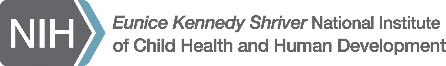 NIH
Eunice Kennedy Shriver National Institute
of Child Health and Human Development